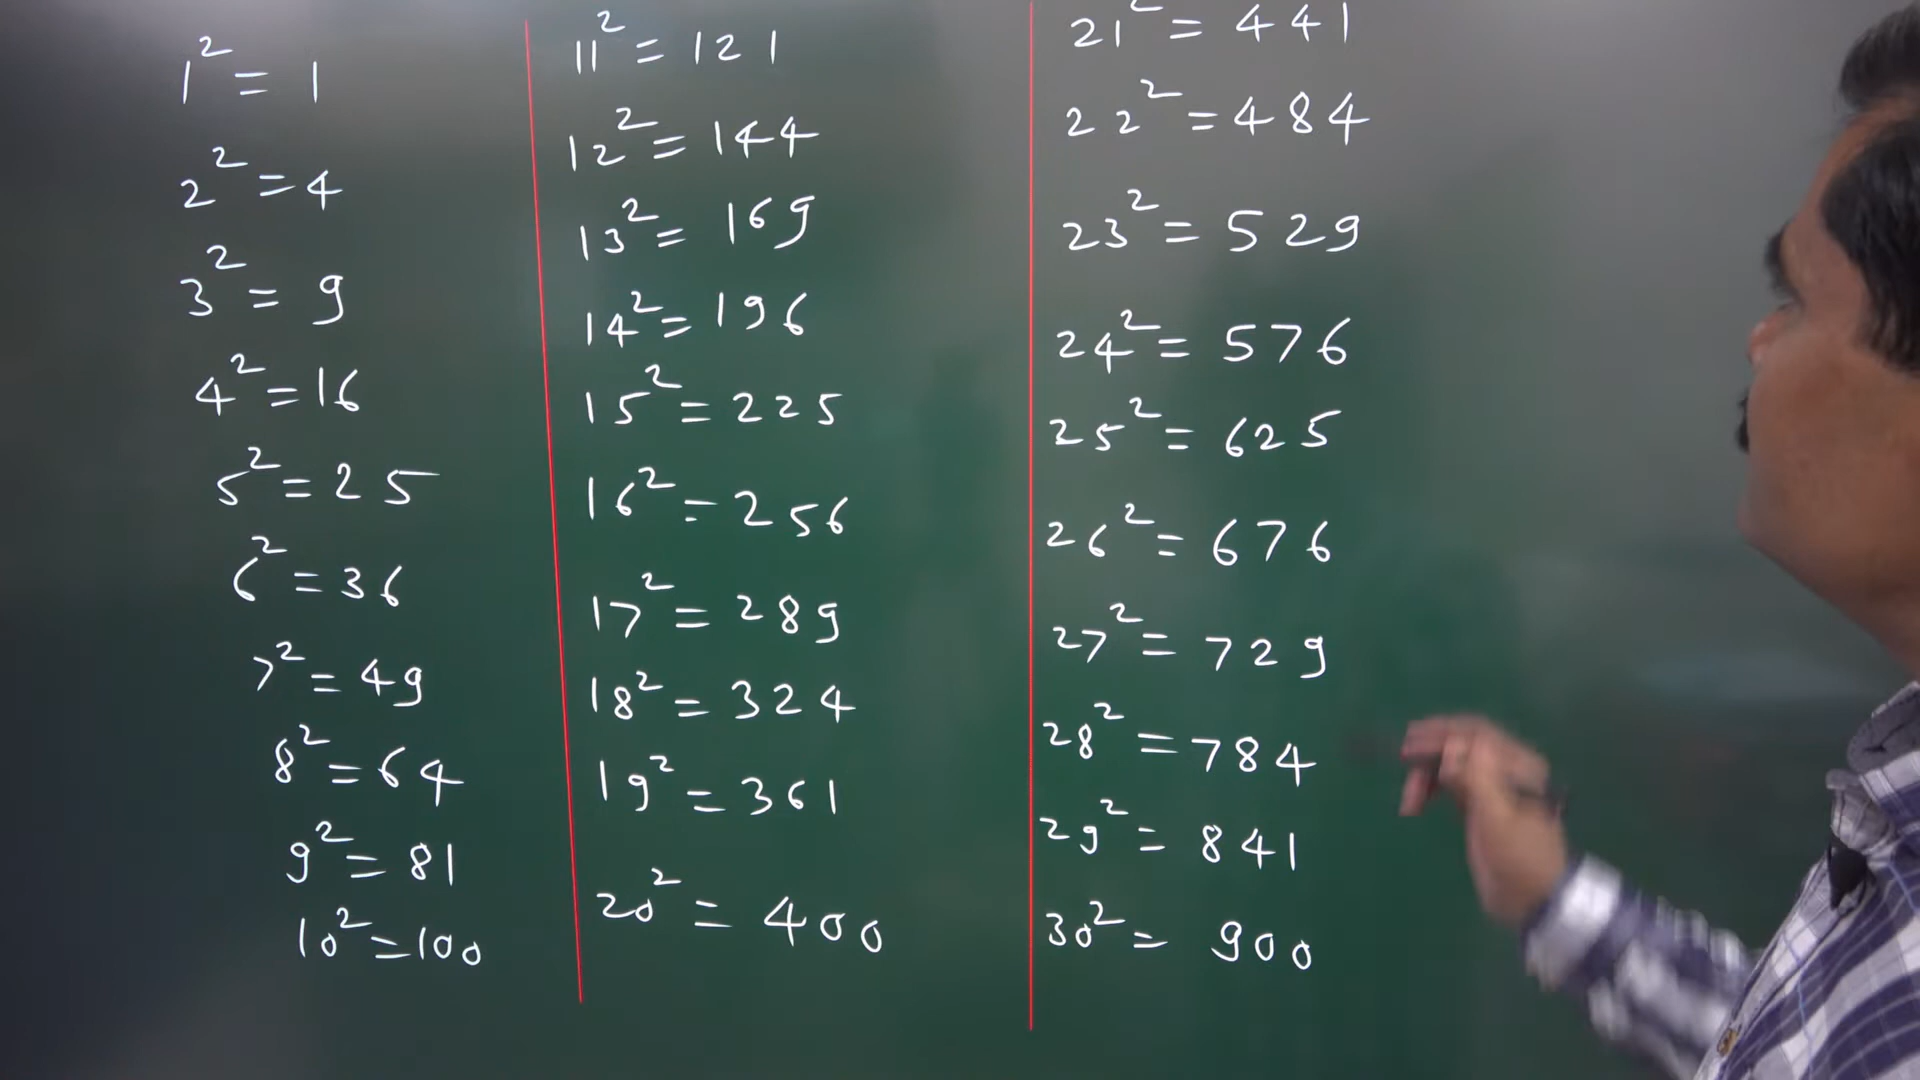 1² = 1
2² = 4
3² = 9
4² = 16
5² = 25
6² = 36
7² = 49
8² = 64
9² = 81
10² = 100
11² = 121
12² = 144
13² = 169
14² = 196
15² = 225
16² = 256
17² = 289
18² = 324
19² = 361
20² = 400
21² = 441
22² = 484
23² = 529
24² = 576
25² = 625
26² = 676
27² = 729
28² = 784
29² = 841
30² = 900